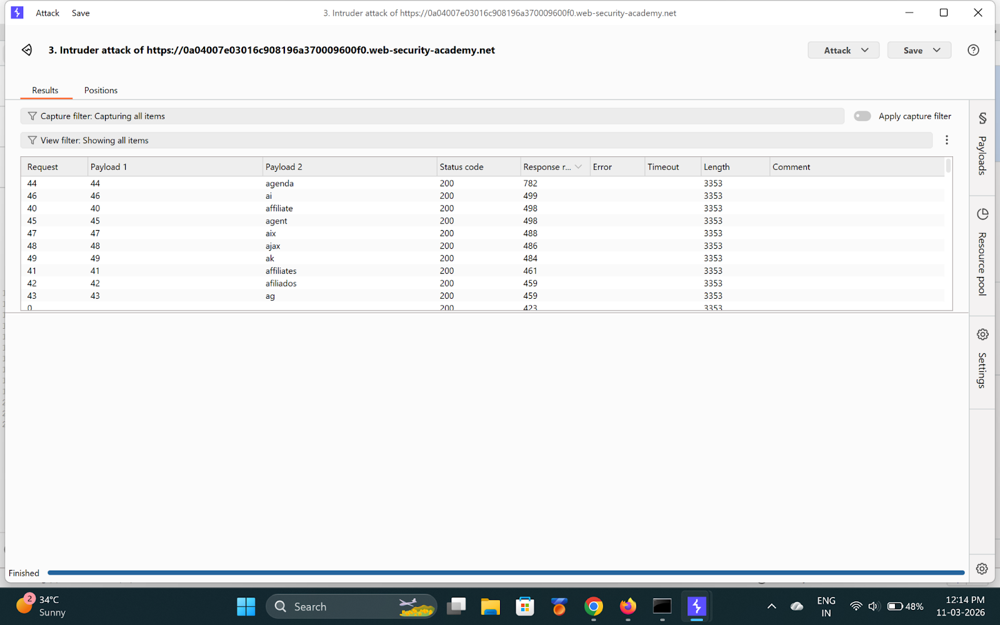 Attack Save 3. Intruder attack of https://0a04007e03016c908196a370009600f0.web-security-academy.net
3. Intruder attack of https://0a04007e03016c908196a370009600f0.web-security-academy.net Attack Save
Results Positions
Capture filter: Capturing all items Apply capture filter
View filter: Showing all items
Request Payload 1 Payload 2 Status code Response r... Error Timeout Length Comment
44 44 agenda 200 782 3353
46 46 ai 200 499 3353
40 40 affiliate 200 498 3353
45 45 agent 200 498 3353
47 47 aix 200 488 3353
48 48 ajax 200 486 3353
49 49 ak 200 484 3353
41 41 affiliates 200 461 3353
42 42 afiliados 200 459 3353
43 43 ag 200 459 3353
0 200 423 3353
Payloads
Resource pool
Settings
Finished
2 34°C
Sunny
Search
ENG
IN
48%
12:14 PM
11-03-2026